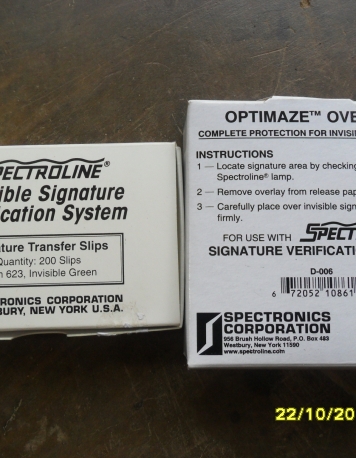 SPECTROLINE®
ible Signature
ication System
ature Transfer Slips
Quantity: 200 Slips
623, Invisible Green
TRONICS CORPORATION
BURY, NEW YORK U.S.A.
OPTIMAZE™ OVE
COMPLETE PROTECTION FOR INVISIB
INSTRUCTIONS
1 — Locate signature area by checking
Spectroline® lamp.
2 — Remove overlay from release pap
3 — Carefully place over invisible sign
firmly.
FOR USE WITH SPECT
SIGNATURE VERIFICATI
D-006
6 72052 10861
SPECTRONICS
CORPORATION
956 Brush Hollow Road, P.O. Box 483
Westbury, New York 11590
www.spectroline.com
22/10/20